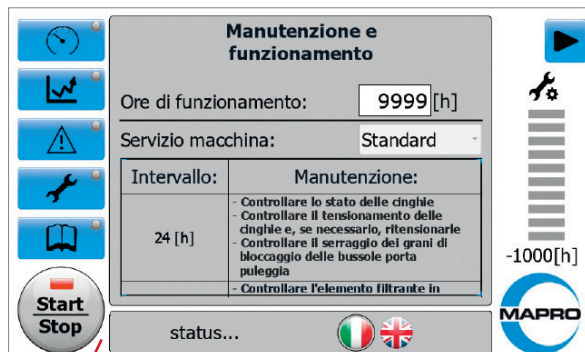 Manutenzione e
funzionamento
Ore di funzionamento: 9999 [h]
Servizio macchina: Standard
Intervallo: Manutenzione:
24 [h]
- Controllare lo stato delle cinghie
- Controllare il tensionamento delle
cinghie e, se necessario, ritensionarle
- Controllare il serraggio dei grani di
bloccaggio delle bussole porta
puleggia
- Controllare l'elemento filtrante in
-1000[h]
Start
Stop
status...
MAPRO